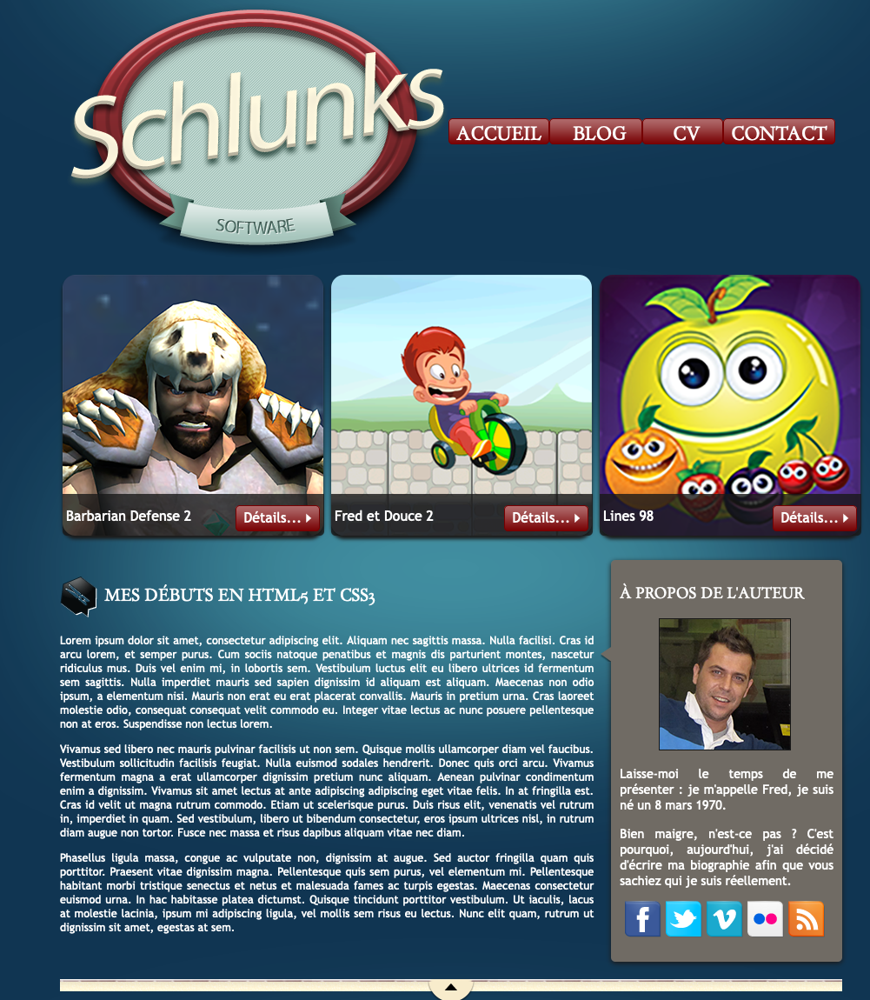 Schlunks
SOFTWARE
ACCUEIL BLOG CV CONTACT
Barbarian Defense 2 Détails...
Fred et Douce 2 Détails...
Lines 98 Détails...
MES DÉBUTS EN HTML5 ET CSS3
Lorem ipsum dolor sit amet, consectetur adipiscing elit. Aliquam nec sagittis massa. Nulla facilisi. Cras id
arcu lorem, et semper purus. Cum sociis natoque penatibus et magnis dis parturient montes, nascetur
ridiculus mus. Duis vel enim mi, in lobortis sem. Vestibulum luctus elit eu libero ultrices id fermentum
sem sagittis. Nulla imperdiet mauris sed sapien dignissim id aliquam est aliquam. Maecenas non odio
ipsum, a elementum nisi. Mauris non erat eu erat placerat convallis. Mauris in pretium urna. Cras laoreet
molestie odio, consequat consequat velit commodo eu. Integer vitae lectus ac nunc posuere pellentesque
non at eros. Suspendisse non lectus lorem.
Vivamus sed libero nec mauris pulvinar facilisis ut non sem. Quisque mollis ullamcorper diam vel faucibus.
Vestibulum sollicitudin facilisis feugiat. Nulla euismod sodales hendrerit. Donec quis orci arcu. Vivamus
fermentum magna a erat ullamcorper dignissim pretium nunc aliquam. Aenean pulvinar condimentum
enim a dignissim. Vivamus sit amet lectus at ante adipiscing adipiscing eget vitae felis. In at fringilla est.
Cras id velit ut magna rutrum commodo. Etiam ut scelerisque purus. Duis risus elit, venenatis vel rutrum
in, imperdiet in quam. Sed vestibulum, libero ut bibendum consectetur, eros ipsum ultrices nisl, in rutrum
diam augue non tortor. Fusce nec massa et risus dapibus aliquam vitae nec diam.
Phasellus ligula massa, congue ac vulputate non, dignissim at augue. Sed auctor fringilla quam quis
porttitor. Praesent vitae dignissim magna. Pellentesque quis sem purus, vel elementum mi. Pellentesque
habitant morbi tristique senectus et netus et malesuada fames ac turpis egestas. Maecenas consectetur
euismod urna. In hac habitasse platea dictumst. Quisque tincidunt porttitor vestibulum. Ut iaculis, lacus
at molestie lacinia, ipsum mi adipiscing ligula, vel mollis sem risus eu lectus. Nunc elit quam, rutrum ut
dignissim sit amet, egestas at sem.
À PROPOS DE L'AUTEUR
Laisse-moi le temps de me
présenter : je m'appelle Fred, je suis
né un 8 mars 1970.
Bien maigre, n'est-ce pas ? C'est
pourquoi, aujourd'hui, j'ai décidé
d'écrire ma biographie afin que vous
sachiez qui je suis réellement.